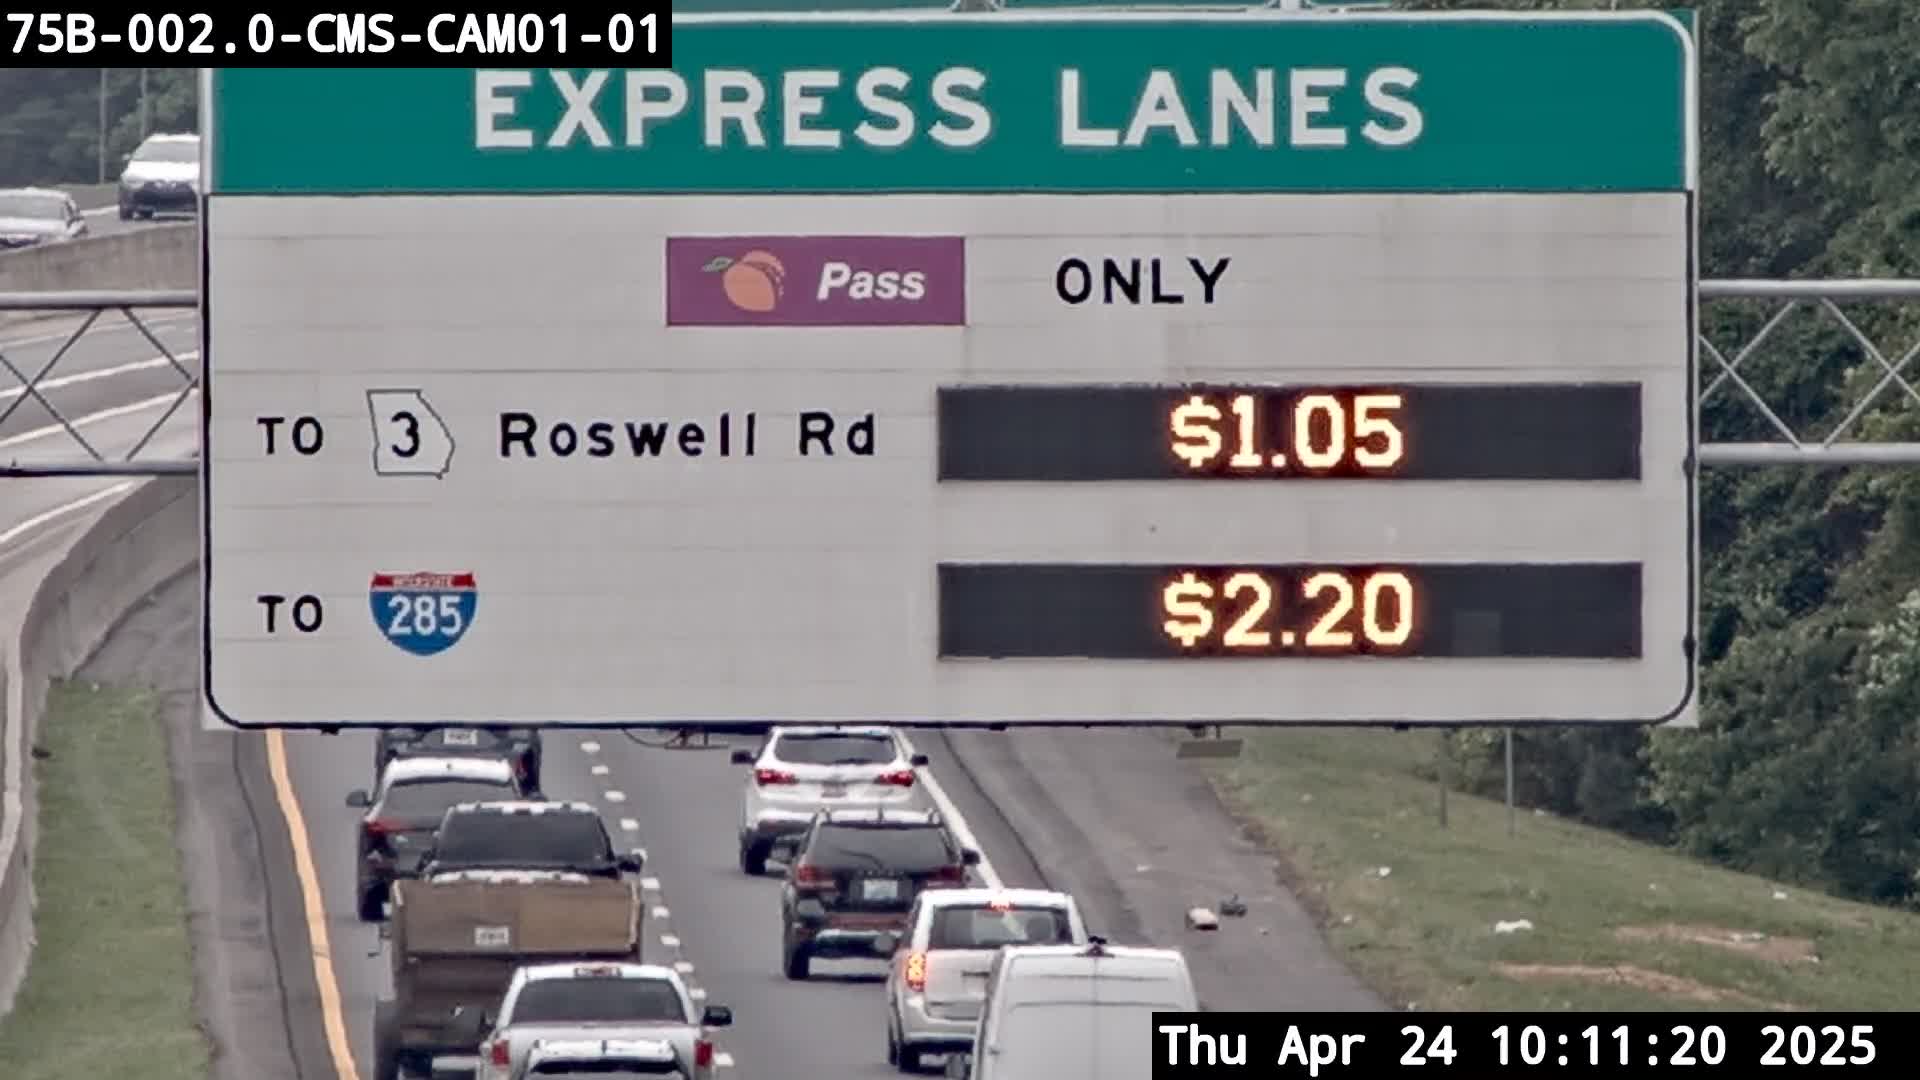 75B-002.0-CMS-CAM01-01
EXPRESS LANES
Pass ONLY
TO 3 Roswell Rd $1.05
INTERSTATE
TO 285 $2.20
Thu Apr 24 10:11:20 2025